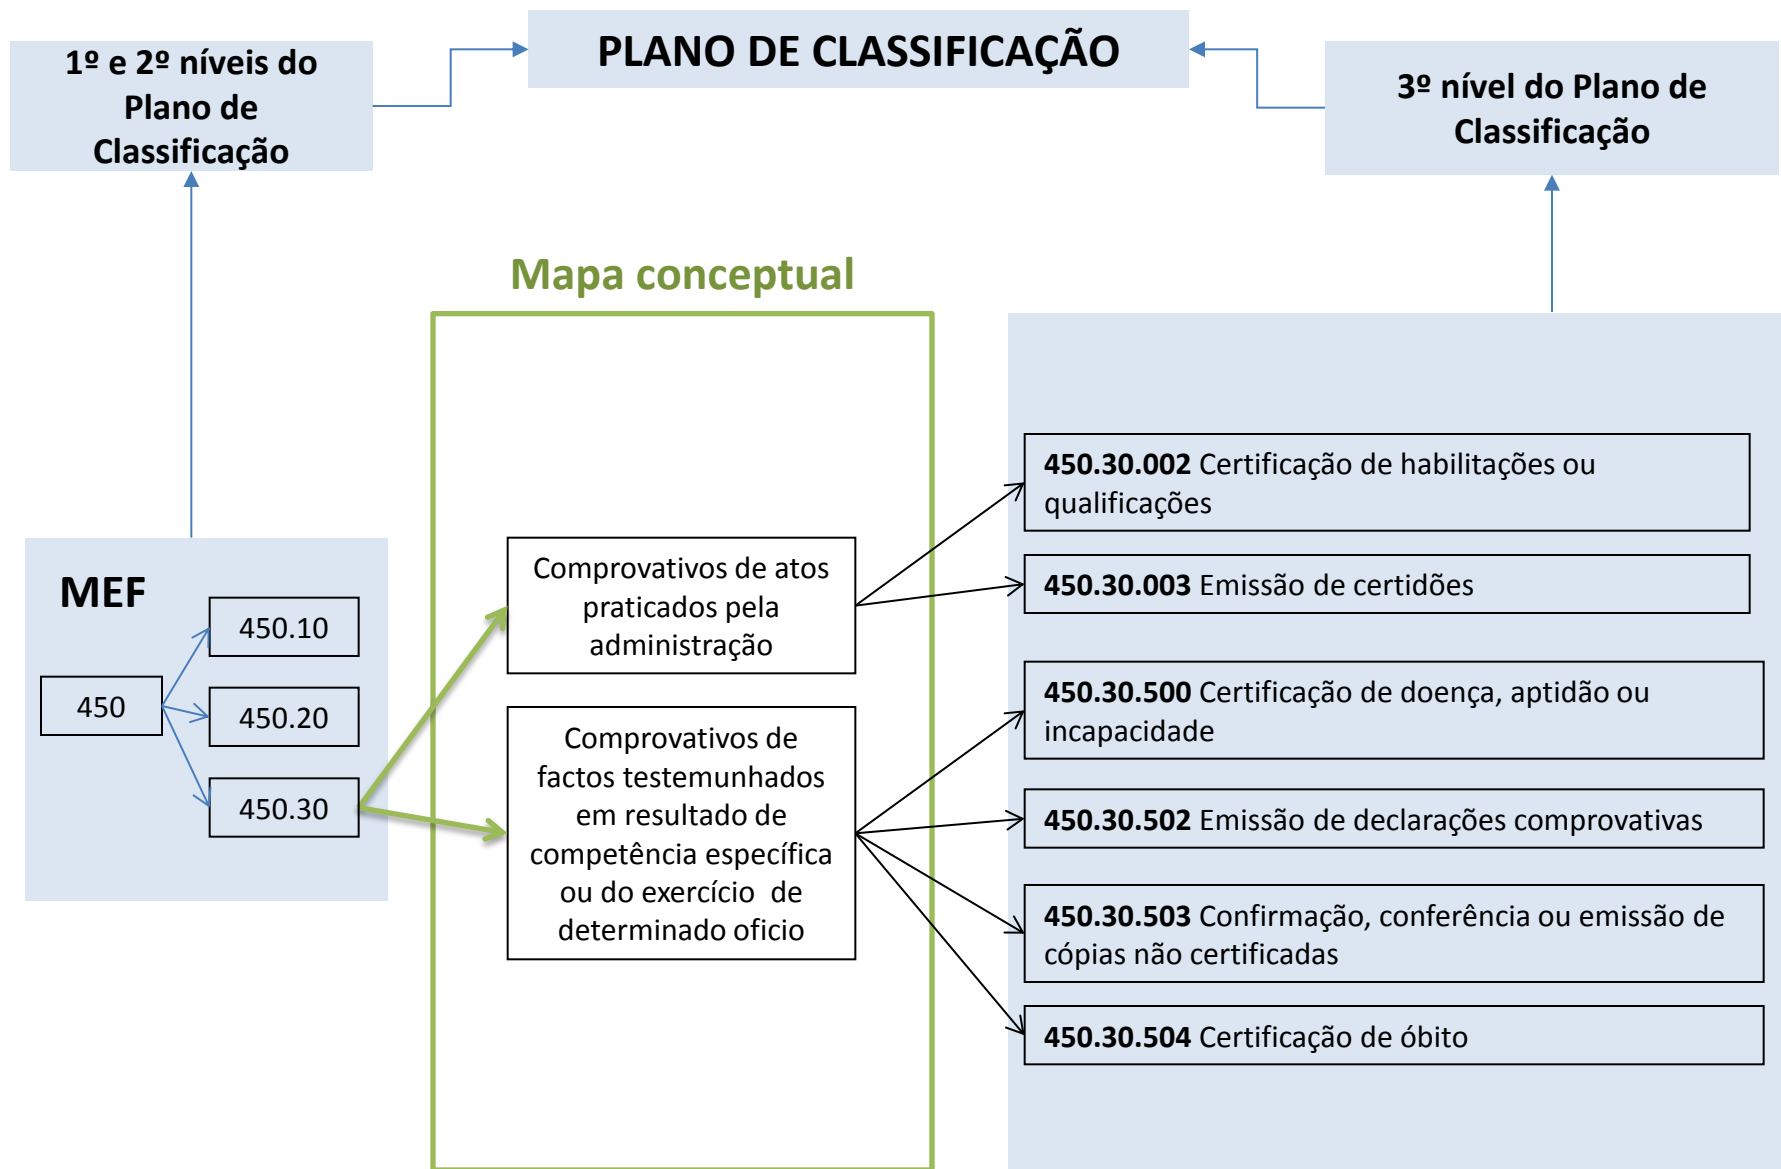 PLANO DE CLASSIFICAÇÃO
1º e 2º níveis do
Plano de
Classificação
3º nível do Plano de
Classificação
Mapa conceptual
MEF
450
450.10
450.20
450.30
Comprovativos de atos
praticados pela
administração
Comprovativos de
factos testemunhados
em resultado de
competência específica
ou do exercício de
determinado oficio
450.30.002 Certificação de habilitações ou
qualificações
450.30.003 Emissão de certidões
450.30.500 Certificação de doença, aptidão ou
incapacidade
450.30.502 Emissão de declarações comprovativas
450.30.503 Confirmação, conferência ou emissão de
cópias não certificadas
450.30.504 Certificação de óbito